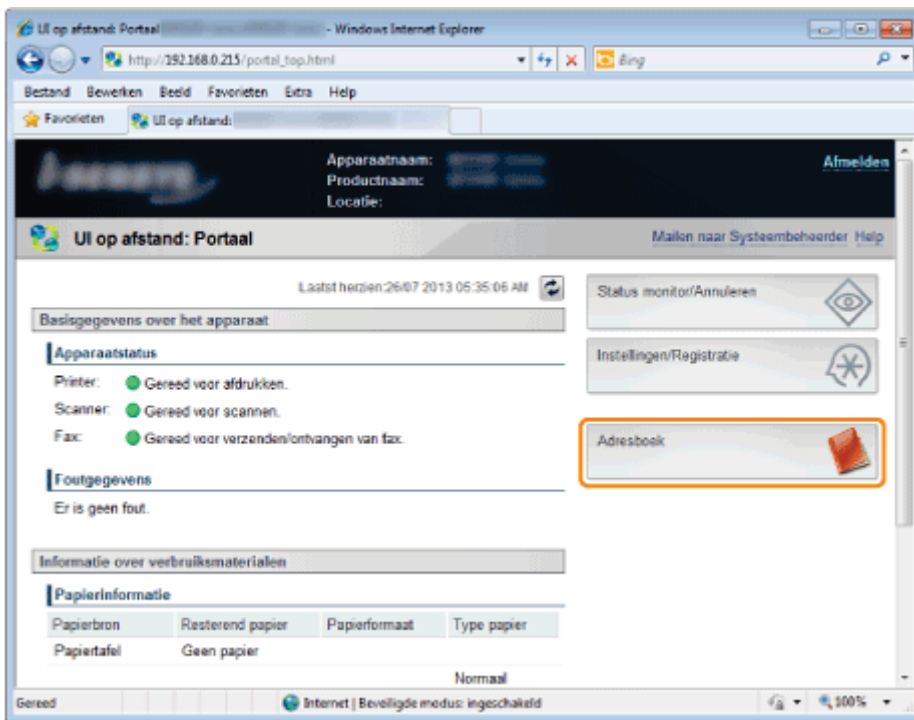 UI op afstand: Portaal - Windows Internet Explorer
http://192.168.0.215/portal_top.html
Bing
Bestand Bewerken Beeld Favorieten Extra Help
Favorieten UI op afstand:
Apparaatnaam:
Productnaam:
Locatie:
Afmelden
UI op afstand: Portaal
Mailen naar Systeembeheerder Help
Laatst herzien:26/07 2013 05:35:06 AM
Basisgegevens over het apparaat
Apparaatstatus
Printer: Gereed voor afdrukken.
Scanner: Gereed voor scannen.
Fax: Gereed voor verzenden/ontvangen van fax.
Foutgegevens
Er is geen fout.
Informatie over verbruiksmaterialen
Papierinformatie
Papierbron Resterend papier Papierformaat Type papier
Papiertafel Geen papier
Normaal
Status monitor/Annuleren
Instellingen/Registratie
Adresboek
Gereed Internet | Beveiligde modus: ingeschakeld 100%